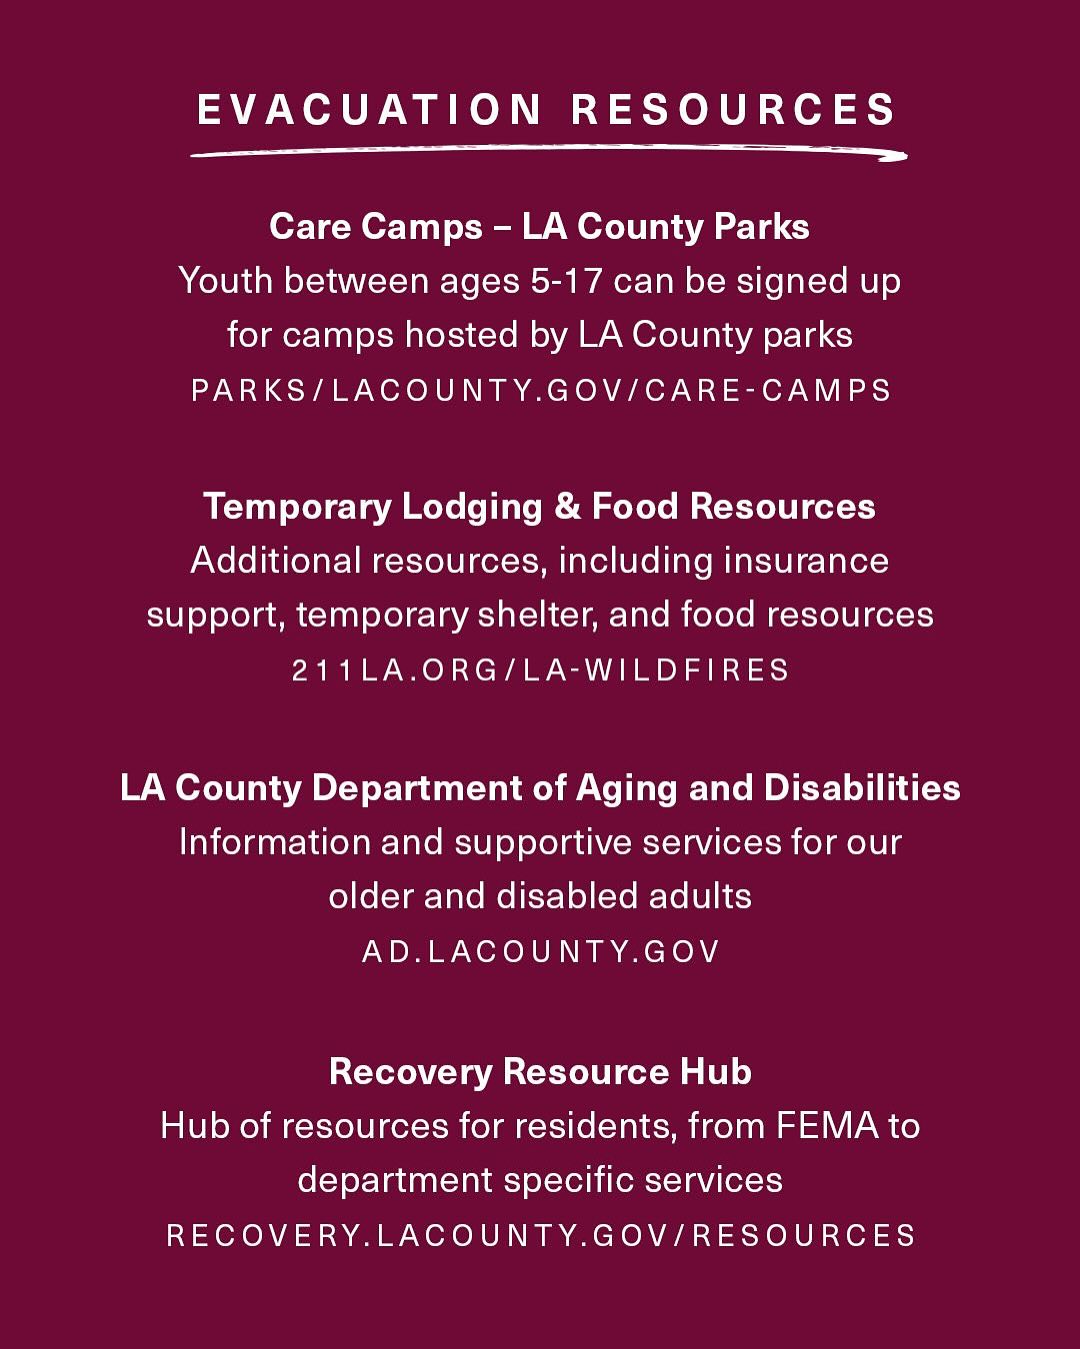 EVACUATION RESOURCES
Care Camps – LA County Parks
Youth between ages 5-17 can be signed up
for camps hosted by LA County parks
PARKS/LACOUNTY.GOV/CARE-CAMPS
Temporary Lodging & Food Resources
Additional resources, including insurance
support, temporary shelter, and food resources
211LA.ORG/LA-WILDFIRES
LA County Department of Aging and Disabilities
Information and supportive services for our
older and disabled adults
AD.LACOUNTY.GOV
Recovery Resource Hub
Hub of resources for residents, from FEMA to
department specific services
RECOVERY.LACOUNTY.GOV/RESOURCES